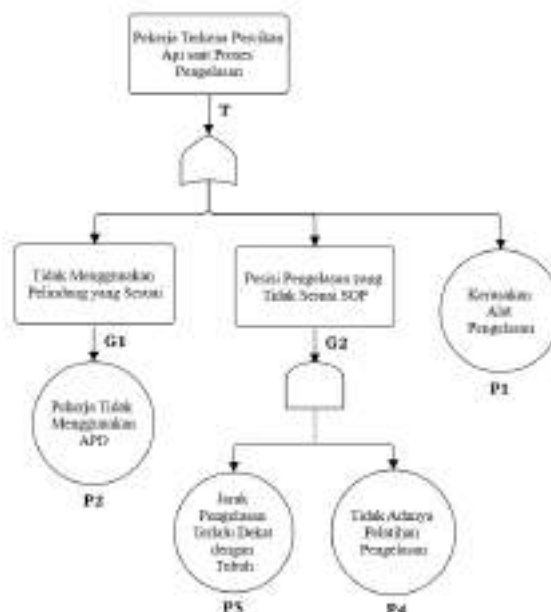 Pekerja Terkena Percikan
Api saat Proses
Pengelasan
T
Tidak Menggunakan
Pelindung yang Sesuai
Posisi Pengelasan yang
Tidak Sesuai SOP
Kerusakan
Alat
Pengelasan
G1
G2
P1
Pekerja Tidak
Menggunakan
APD
P2
Jarak
Pengelasan
Terlalu Dekat
dengan
Tubuh
Tidak Adanya
Pelatihan
Pengelasan
P3
P4